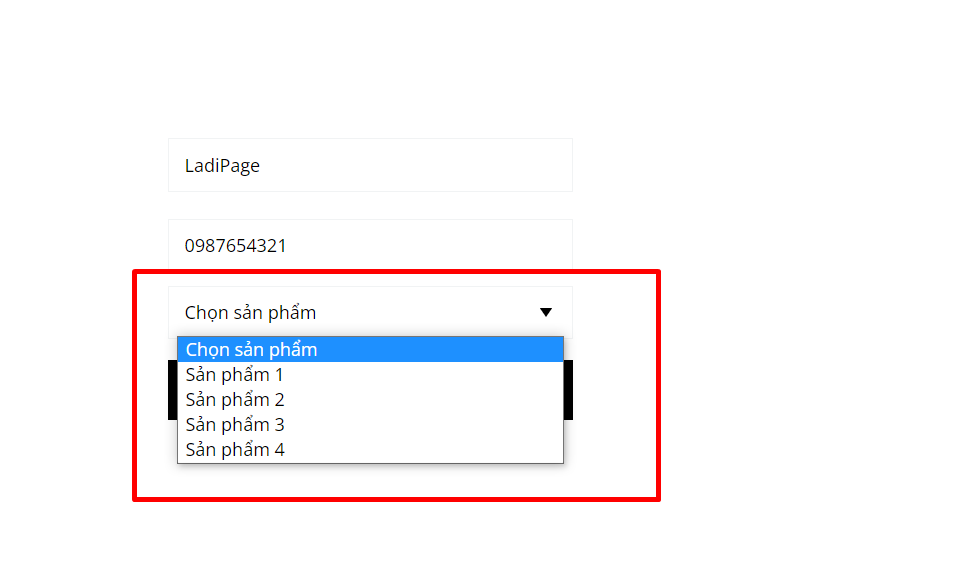 LadiPage
0987654321
Chọn sản phẩm
Chọn sản phẩm
Sản phẩm 1
Sản phẩm 2
Sản phẩm 3
Sản phẩm 4